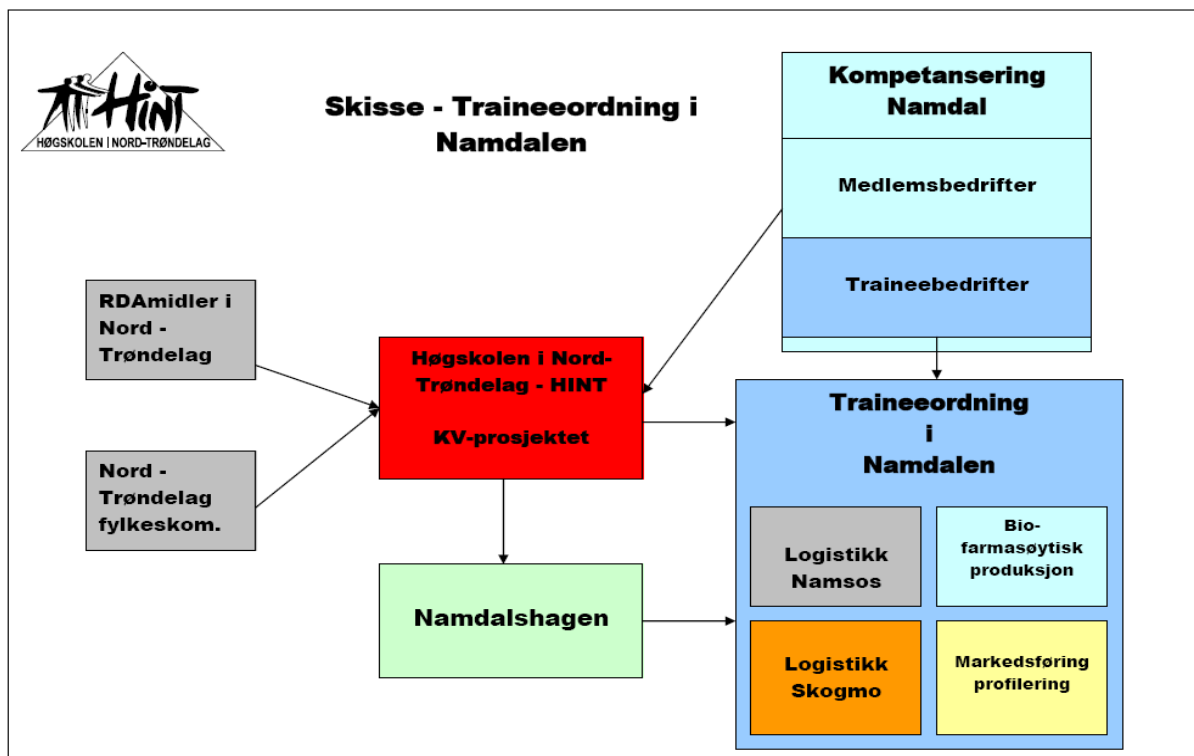 HINT
HØGSKOLEN I NORD-TRØNDELAG
Skisse - Traineeordning i
Namdalen
Kompetansering
Namdal
Medlemsbedrifter
Traineebedrifter
RDAmidler i
Nord -
Trøndelag
Nord -
Trøndelag
fylkeskom.
Høgskolen i Nord-
Trøndelag - HINT
KV-prosjektet
Namdalshagen
Traineeordning
i
Namdalen
Logistikk
Namsos
Bio-
farmasøytisk
produksjon
Logistikk
Skogmo
Markedsføring
profilering